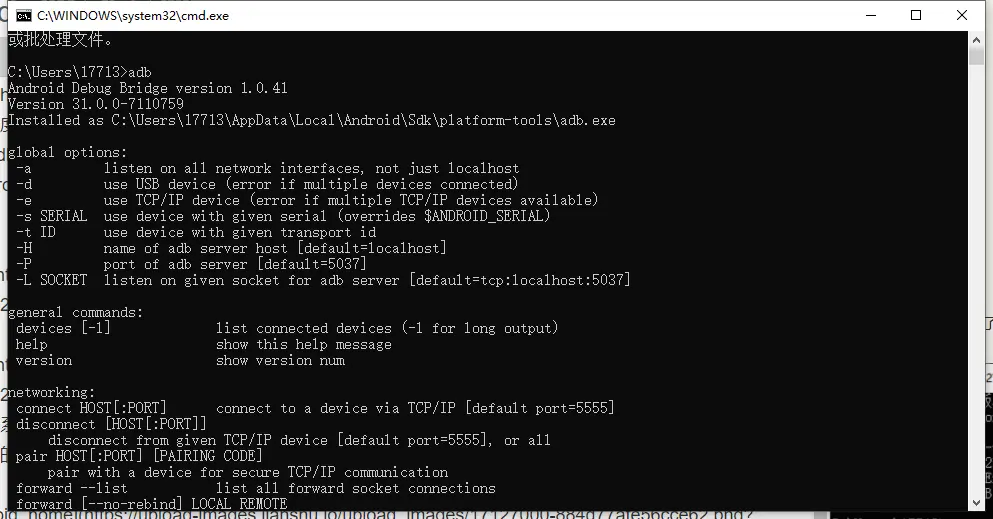 C:\WINDOWS\system32\cmd.exe
或批处理文件。
C:\Users\17713>adb
Android Debug Bridge version 1.0.41
Version 31.0.0-7110759
Installed as C:\Users\17713\AppData\Local\Android\Sdk\platform-tools\adb.exe
global options:
-a listen on all network interfaces, not just localhost
-d use USB device (error if multiple devices connected)
-e use TCP/IP device (error if multiple TCP/IP devices available)
-s SERIAL use device with given serial (overrides $ANDROID_SERIAL)
-t ID use device with given transport id
-H name of adb server host [default=localhost]
-P port of adb server [default=5037]
-L SOCKET listen on given socket for adb server [default=tcp:localhost:5037]
general commands:
devices [-l] list connected devices (-l for long output)
help show this help message
version show version num
networking:
connect HOST[:PORT] connect to a device via TCP/IP [default port=5555]
disconnect [HOST[:PORT]]
disconnect from given TCP/IP device [default port=5555], or all
pair HOST[:PORT] [PAIRING CODE]
pair with a device for secure TCP/IP communication
forward --list list all forward socket connections
forward [--no-rebind] LOCAL REMOTE